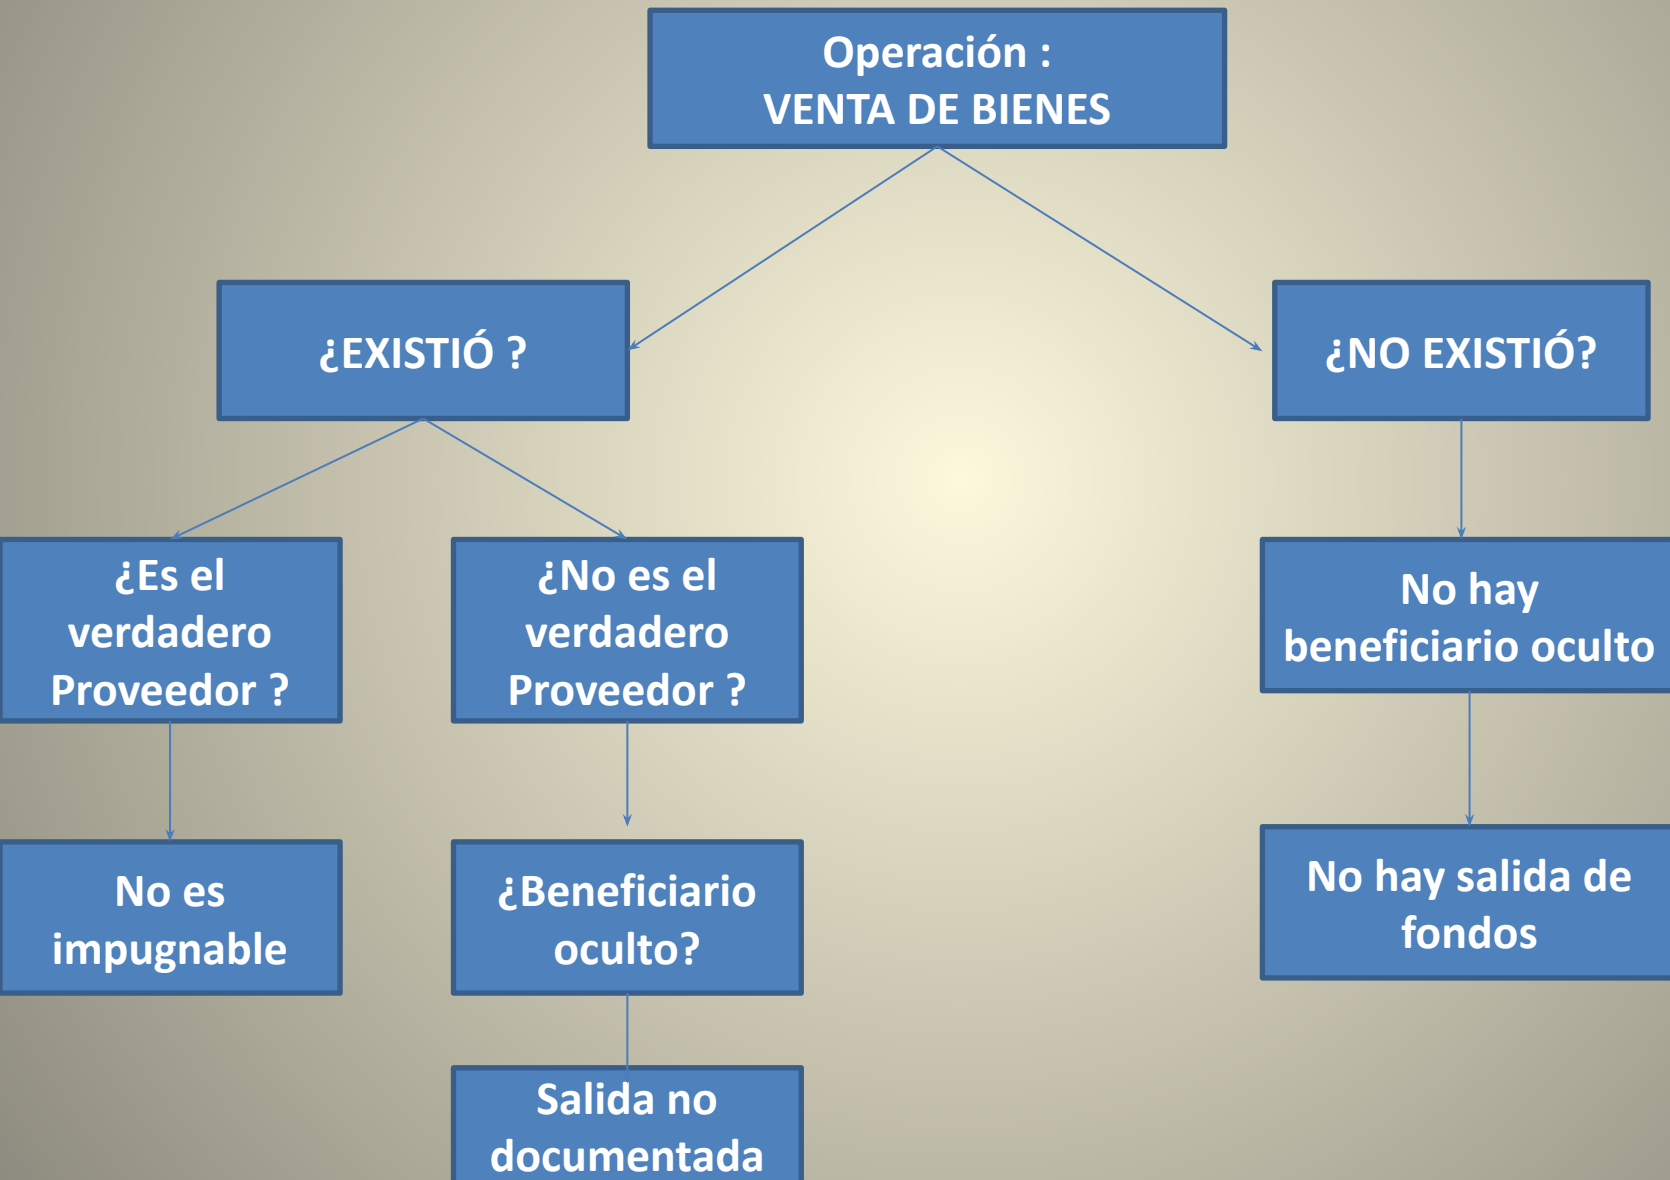 Operación :
VENTA DE BIENES
¿EXISTIÓ ?
¿NO EXISTIÓ?
¿Es el
verdadero
Proveedor ?
¿No es el
verdadero
Proveedor ?
No hay
beneficiario oculto
No es
impugnable
¿Beneficiario
oculto?
No hay salida de
fondos
Salida no
documentada